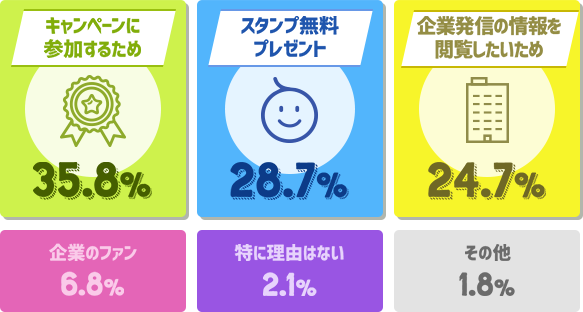 キャンペーンに
参加するため
35.8%
スタンプ無料
プレゼント
28.7%
企業発信の情報を
閲覧したいため
24.7%
企業のファン
6.8%
特に理由はない
2.1%
その他
1.8%